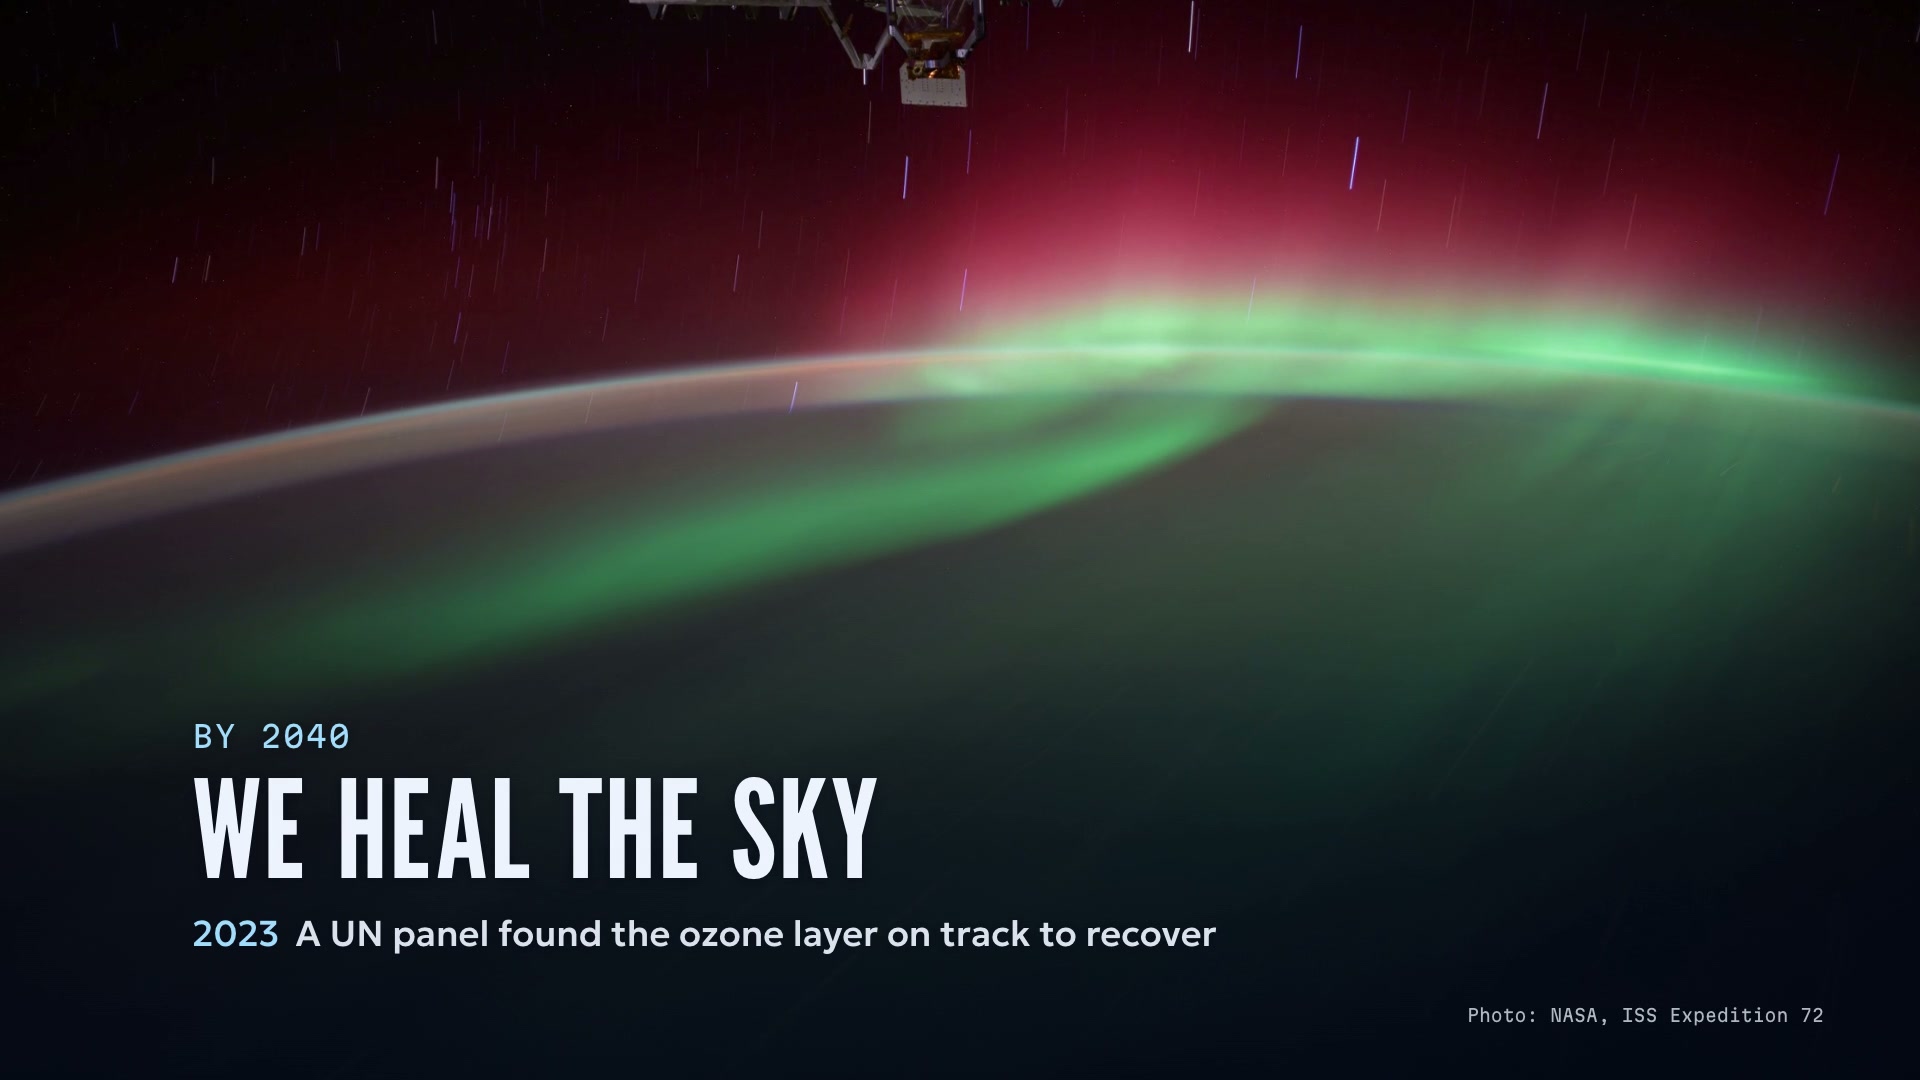 BY 2040
WE HEAL THE SKY
2023 A UN panel found the ozone layer on track to recover
Photo: NASA, ISS Expedition 72